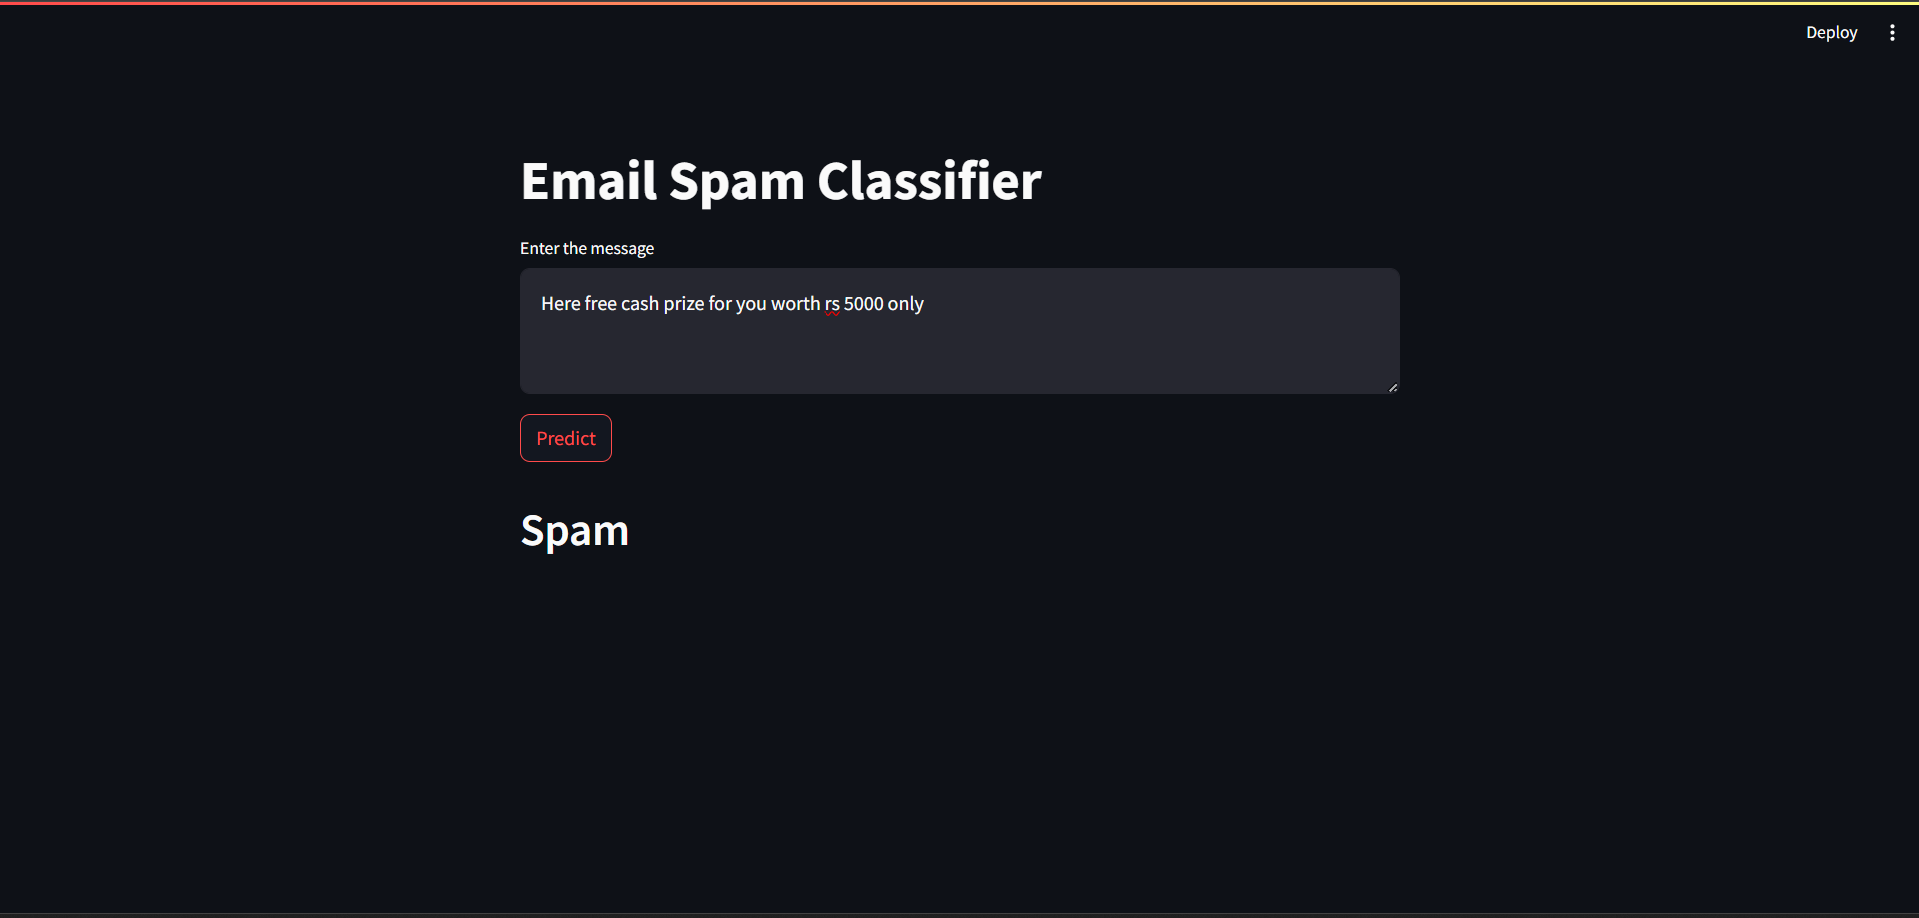 Deploy
Email Spam Classifier
Enter the message
Here free cash prize for you worth rs 5000 only
Predict
Spam